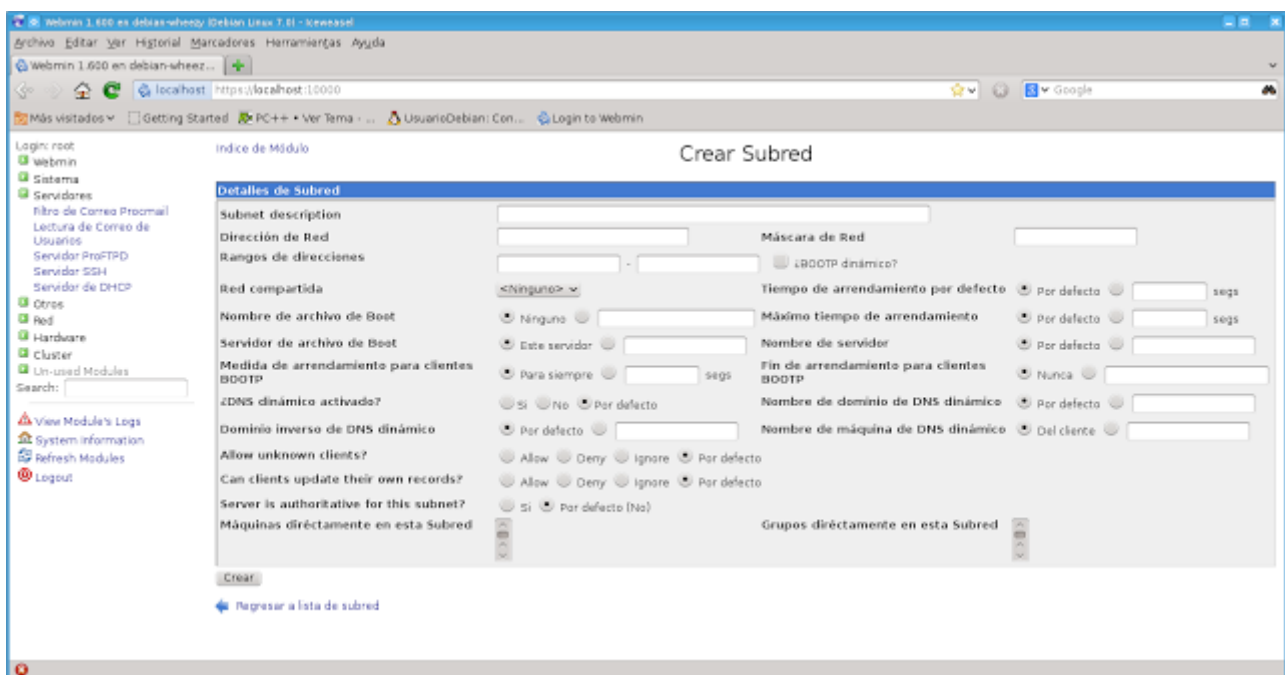 Webmin 1.600 en debian-wheezy (Debian Linux 7.0) - Iceweasel
Archivo Editar Ver Historial Marcadores Herramientas Ayuda
Webmin 1.600 en debian-wheez...
localhost https://localhost:10000 Google
Más visitados Getting Started PC++ • Ver Tema - ... UsuarioDebian: Con... Login to Webmin
Login: root
Webmin
Sistema
Servidores
Filtro de Correo Procmail
Lectura de Correo de
Usuarios
Servidor ProFTPD
Servidor SSH
Servidor de DHCP
Otros
Red
Hardware
Cluster
Un-used Modules
Search:
View Module's Logs
System Information
Refresh Modules
Logout
Indice de Módulo
Crear Subred
Detalles de Subred
Subnet description
Dirección de Red Máscara de Red
Rangos de direcciones - ¿BOOTP dinámico?
Red compartida <Ninguno> Tiempo de arrendamiento por defecto Por defecto segs
Nombre de archivo de Boot Ninguno Máximo tiempo de arrendamiento Por defecto segs
Servidor de archivo de Boot Este servidor Nombre de servidor Por defecto
Medida de arrendamiento para clientes BOOTP Para siempre segs Fin de arrendamiento para clientes BOOTP Nunca
¿DNS dinámico activado? Si No Por defecto Nombre de dominio de DNS dinámico Por defecto
Dominio inverso de DNS dinámico Por defecto Nombre de máquina de DNS dinámico Del cliente
Allow unknown clients? Allow Deny Ignore Por defecto
Can clients update their own records? Allow Deny Ignore Por defecto
Server is authoritative for this subnet? Si Por defecto (No)
Máquinas diréctamente en esta Subred Grupos diréctamente en esta Subred
Crear
Regresar a lista de subred